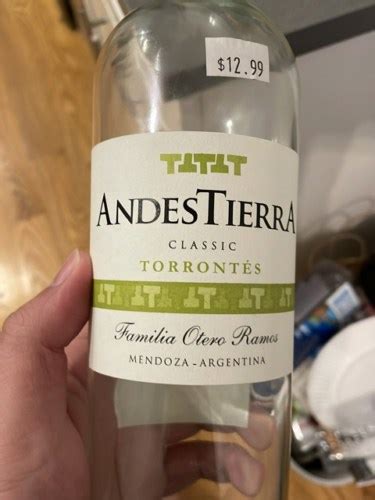 $12.99
ANDESTIERRA
CLASSIC
TORRONTÉS
Familia Otero Ramos
MENDOZA - ARGENTINA